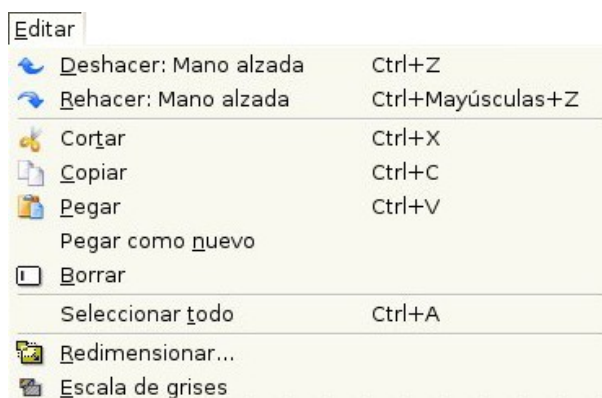 Editar
Deshacer: Mano alzada Ctrl+Z
Rehacer: Mano alzada Ctrl+Mayúsculas+Z
Cortar Ctrl+X
Copiar Ctrl+C
Pegar Ctrl+V
Pegar como nuevo
Borrar
Seleccionar todo Ctrl+A
Redimensionar...
Escala de grises